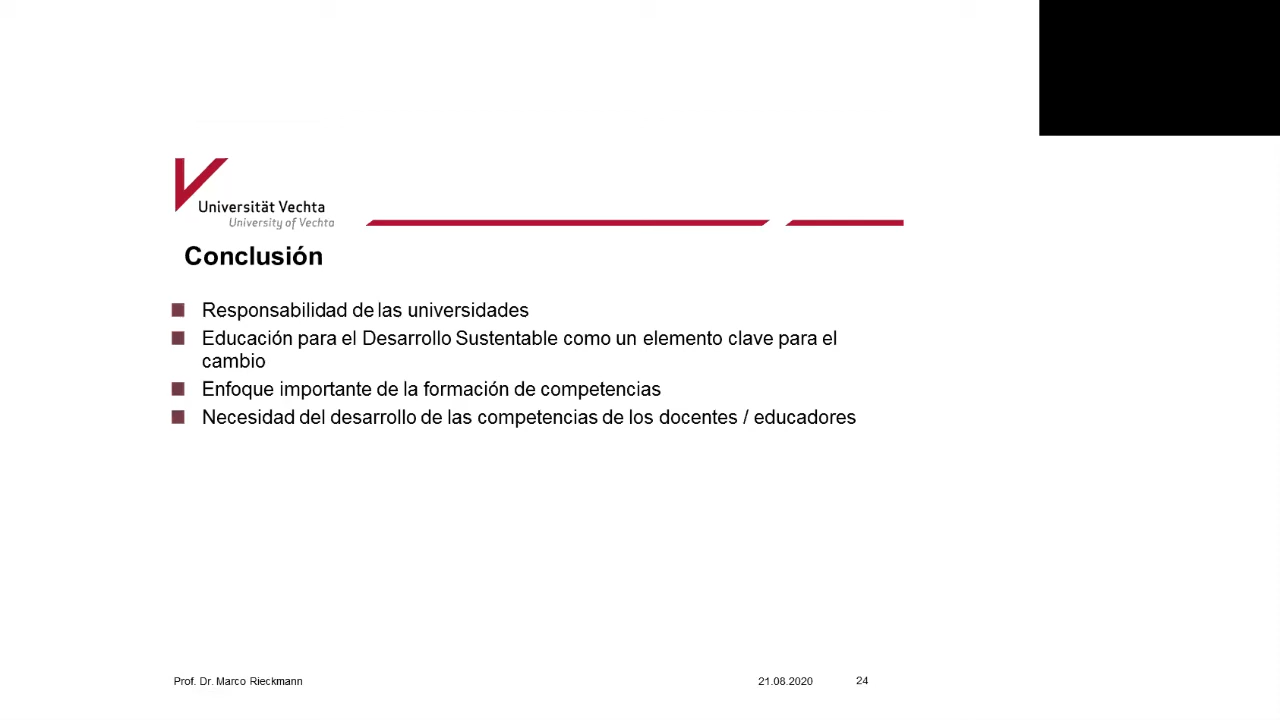 Universität Vechta
University of Vechta
Conclusión
Responsabilidad de las universidades
Educación para el Desarrollo Sustentable como un elemento clave para el
cambio
Enfoque importante de la formación de competencias
Necesidad del desarrollo de las competencias de los docentes / educadores
Prof. Dr. Marco Rieckmann 21.08.2020 24